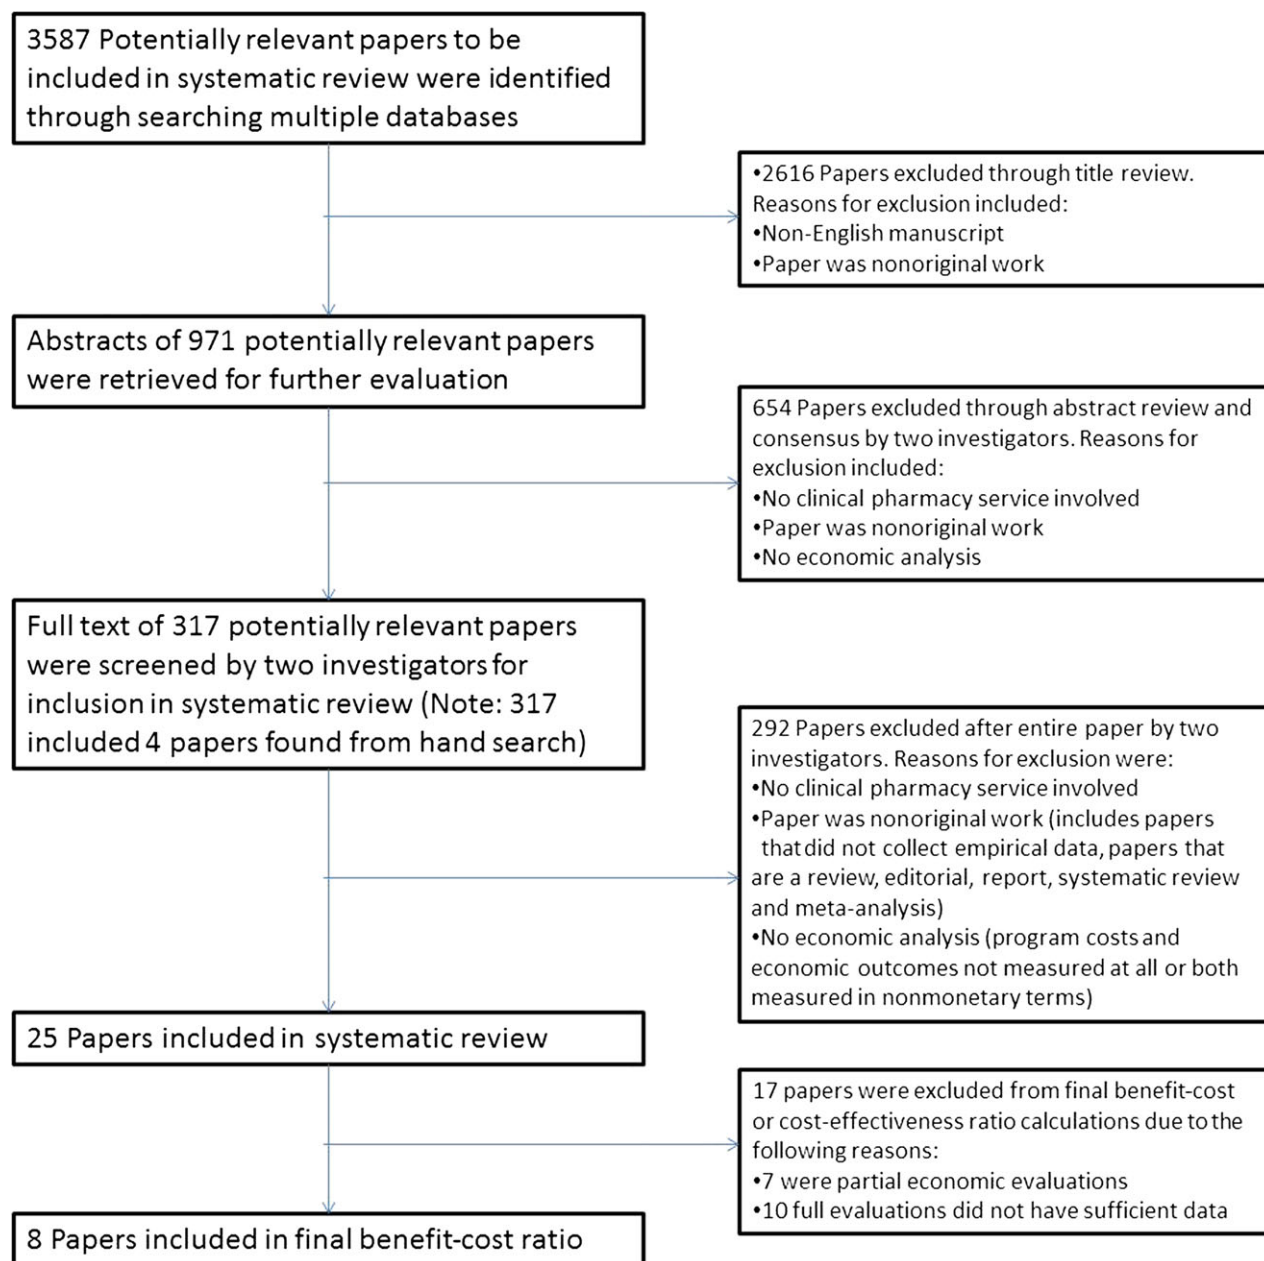 3587 Potentially relevant papers to be
included in systematic review were identified
through searching multiple databases
•2616 Papers excluded through title review.
Reasons for exclusion included:
•Non-English manuscript
•Paper was nonoriginal work
Abstracts of 971 potentially relevant papers
were retrieved for further evaluation
654 Papers excluded through abstract review and
consensus by two investigators. Reasons for
exclusion included:
•No clinical pharmacy service involved
•Paper was nonoriginal work
•No economic analysis
Full text of 317 potentially relevant papers
were screened by two investigators for
inclusion in systematic review (Note: 317
included 4 papers found from hand search)
292 Papers excluded after entire paper by two
investigators. Reasons for exclusion were:
•No clinical pharmacy service involved
•Paper was nonoriginal work (includes papers
that did not collect empirical data, papers that
are a review, editorial, report, systematic review
and meta-analysis)
•No economic analysis (program costs and
economic outcomes not measured at all or both
measured in nonmonetary terms)
25 Papers included in systematic review
17 papers were excluded from final benefit-cost
or cost-effectiveness ratio calculations due to the
following reasons:
•7 were partial economic evaluations
•10 full evaluations did not have sufficient data
8 Papers included in final benefit-cost ratio